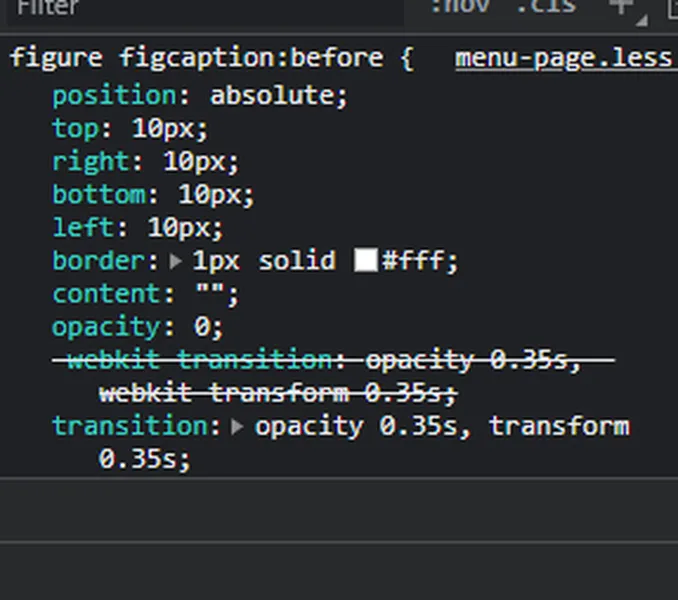 Filter :hov .cls
figure figcaption:before { menu-page.less
position: absolute;
top: 10px;
right: 10px;
bottom: 10px;
left: 10px;
border: 1px solid #fff;
content: "";
opacity: 0;
-webkit-transition: opacity 0.35s,
-webkit-transform 0.35s;
transition: opacity 0.35s, transform
0.35s;